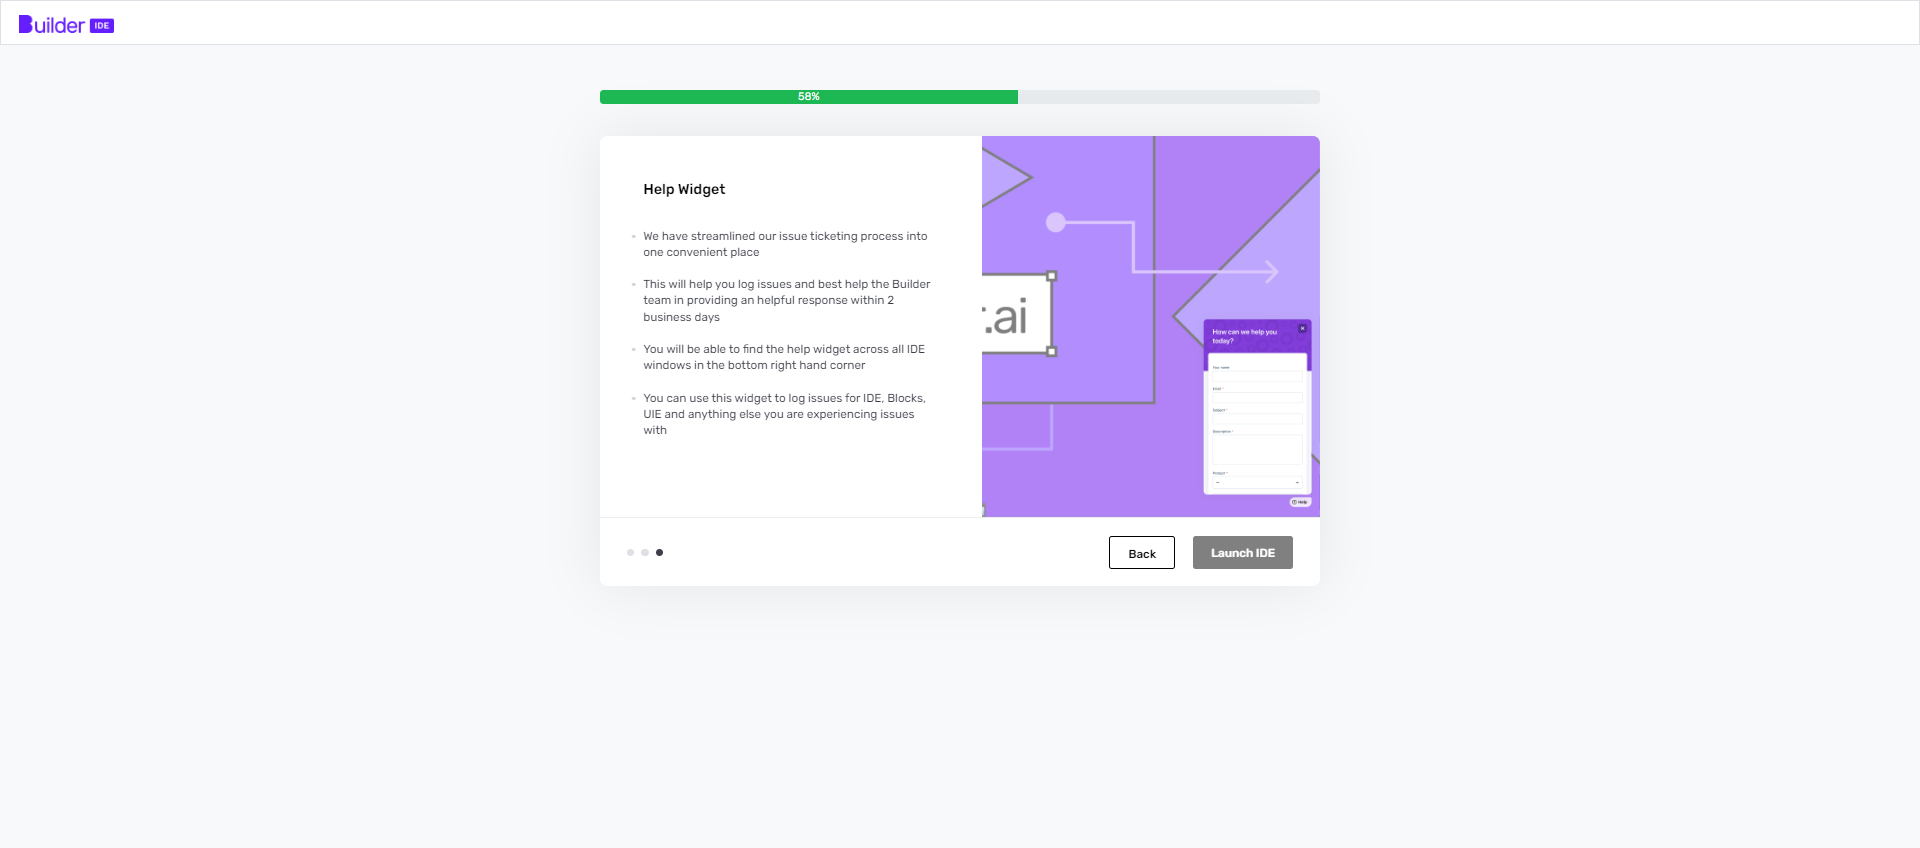 Builder IDE
58%
Help Widget
We have streamlined our issue ticketing process into
one convenient place
This will help you log issues and best help the Builder
team in providing an helpful response within 2
business days
You will be able to find the help widget across all IDE
windows in the bottom right hand corner
You can use this widget to log issues for IDE, Blocks,
UIE and anything else you are experiencing issues
with
.ai
How can we help you
today?
Your name
Email *
Subject *
Description *
Product *
Help
Back
Launch IDE